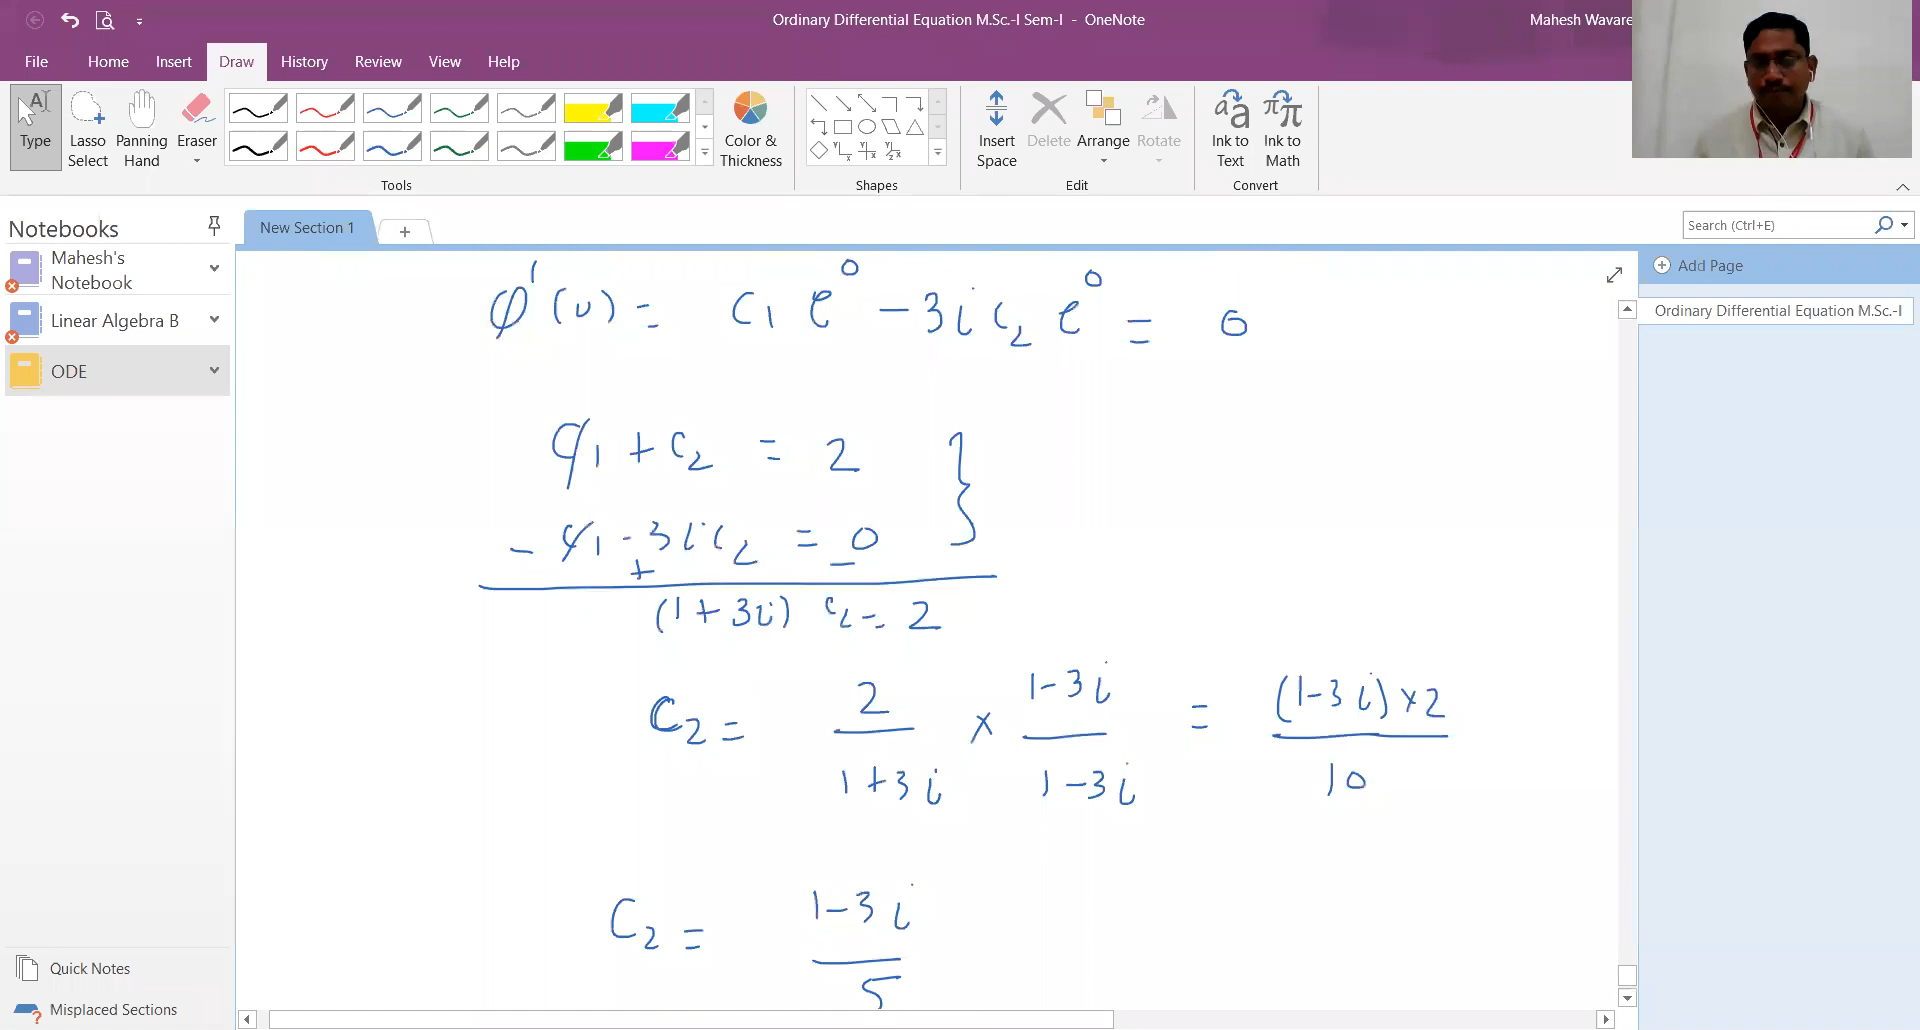 Ordinary Differential Equation M.Sc.-I Sem-I - OneNote
Mahesh Wavare
File Home Insert Draw History Review View Help
Type
Lasso Select
Panning Hand
Eraser
Color & Thickness
Insert Space
Delete
Arrange
Rotate
Ink to Text
Ink to Math
Tools
Shapes
Edit
Convert
Notebooks
Mahesh's Notebook
Linear Algebra B
ODE
Quick Notes
Misplaced Sections
New Section 1 +
Search (Ctrl+E)
Add Page
Ordinary Differential Equation M.Sc.-I
φ'(0) = c₁ e⁰ - 3i c₂ e⁰ = 0
c₁ + c₂ = 2 }
- c₁ - 3i c₂ = 0
+ -
(1+3i) c₂ = 2
C₂ = 2/(1+3i) × (1-3i)/(1-3i) = ((1-3i)×2)/10
C₂ = (1-3i)/5